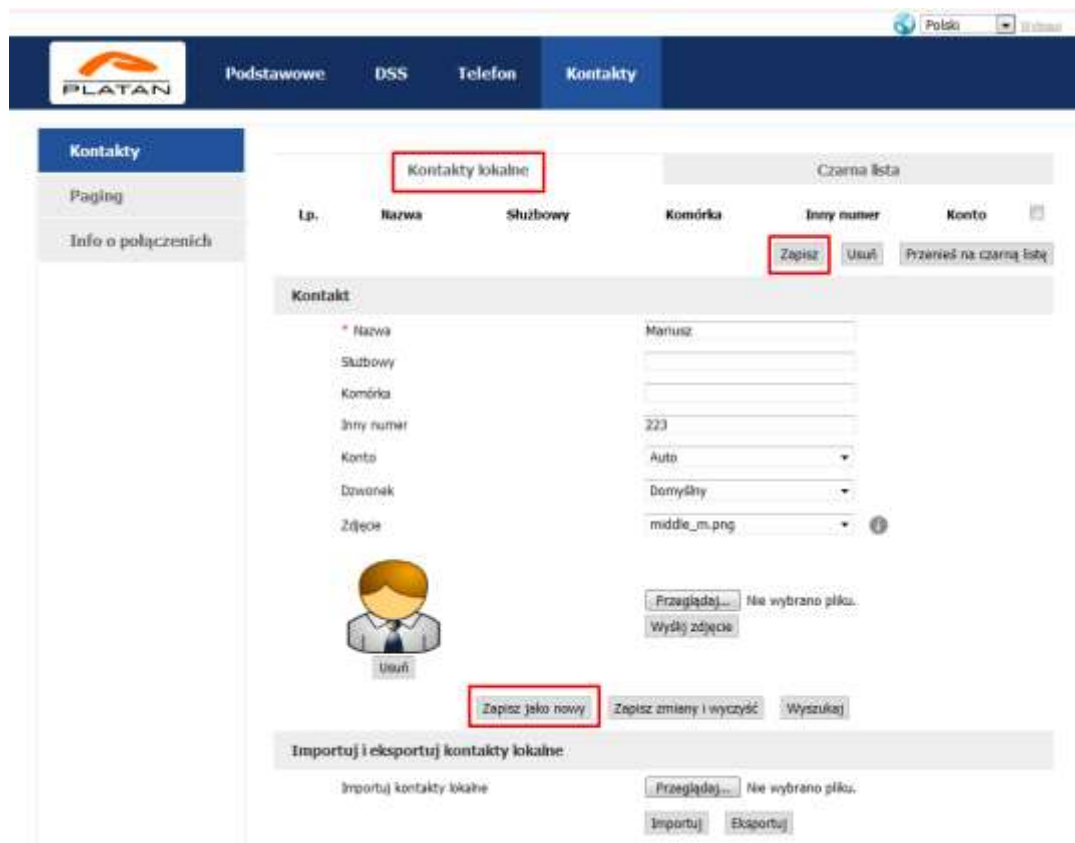 Polski
PLATAN
Podstawowe DSS Telefon Kontakty
Kontakty
Paging
Info o połączenich
Kontakty lokalne Czarna lista
Lp. Nazwa Służbowy Komórka Inny numer Konto
Zapisz Usuń Przenieś na czarną listę
Kontakt
* Nazwa Mariusz
Służbowy
Komórka
Inny numer 223
Konto Auto
Dzwonek Domyślny
Zdjęcie middle_m.png
Przeglądaj... Nie wybrano pliku.
Wyślij zdjęcie
Usuń
Zapisz jako nowy Zapisz zmiany i wyczyść Wyszukaj
Importuj i eksportuj kontakty lokalne
Importuj kontakty lokalne Przeglądaj... Nie wybrano pliku.
Importuj Eksportuj